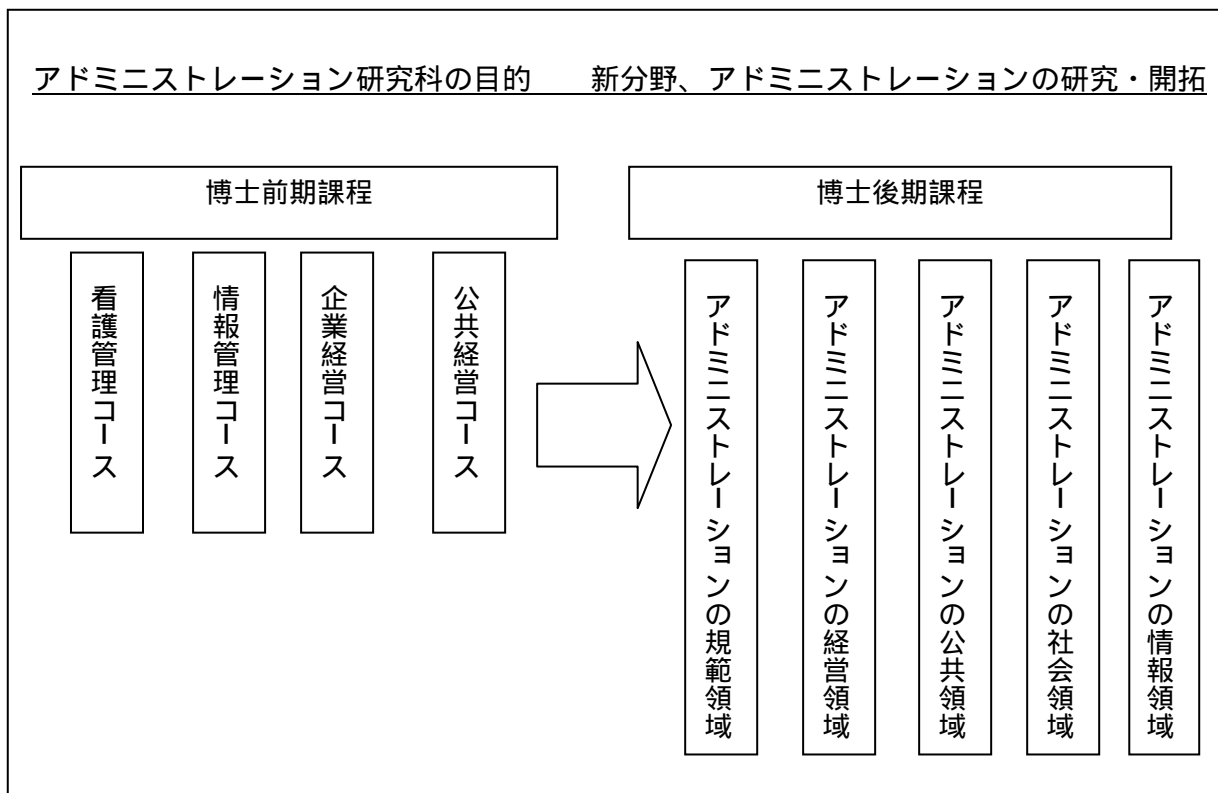 アドミニストレーション研究科の目的　　新分野、アドミニストレーションの研究・開拓
博士前期課程
博士後期課程
看護管理コース
情報管理コース
企業経営コース
公共経営コース
アドミニストレーションの規範領域
アドミニストレーションの経営領域
アドミニストレーションの公共領域
アドミニストレーションの社会領域
アドミニストレーションの情報領域